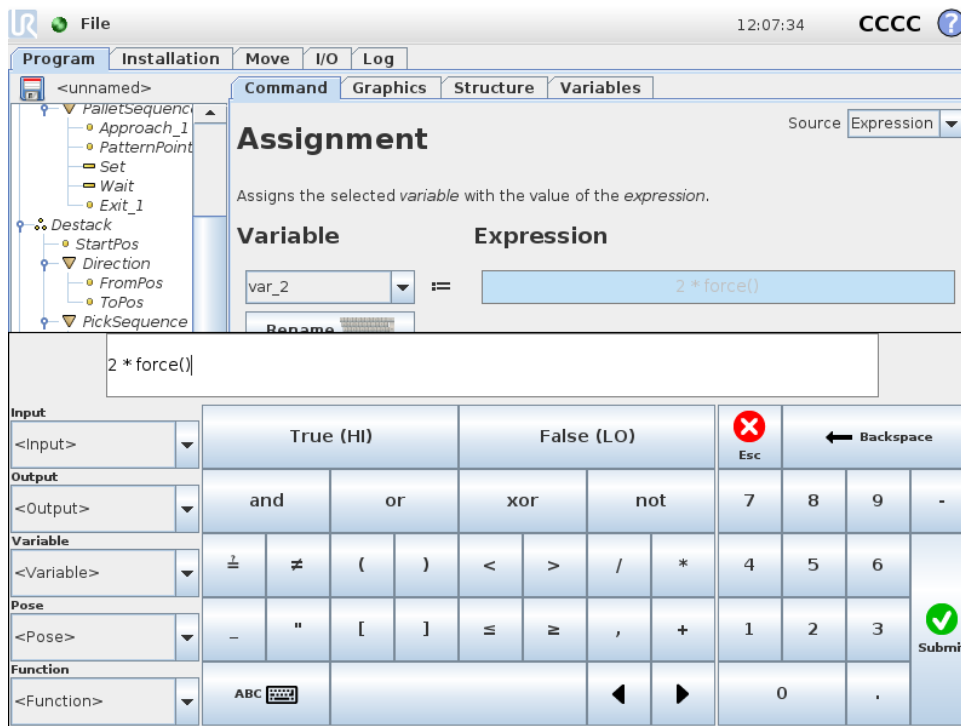 UR File 12:07:34 CCCC ?
Program Installation Move I/O Log
<unnamed> Command Graphics Structure Variables
PalletSequence
Approach_1
PatternPoint
Set
Wait
Exit_1
Destack
StartPos
Direction
FromPos
ToPos
PickSequence
Assignment
Source Expression
Assigns the selected variable with the value of the expression.
Variable Expression
var_2 := 2 * force()
Rename
2 * force()
Input
<Input> True (HI) False (LO) Esc Backspace
Output
<Output> and or xor not 7 8 9 -
Variable
<Variable> ≟ ≠ ( ) < > / * 4 5 6
Pose
<Pose> _ " [ ] ≤ ≥ , + 1 2 3 Submi
Function
<Function> ABC 0 .